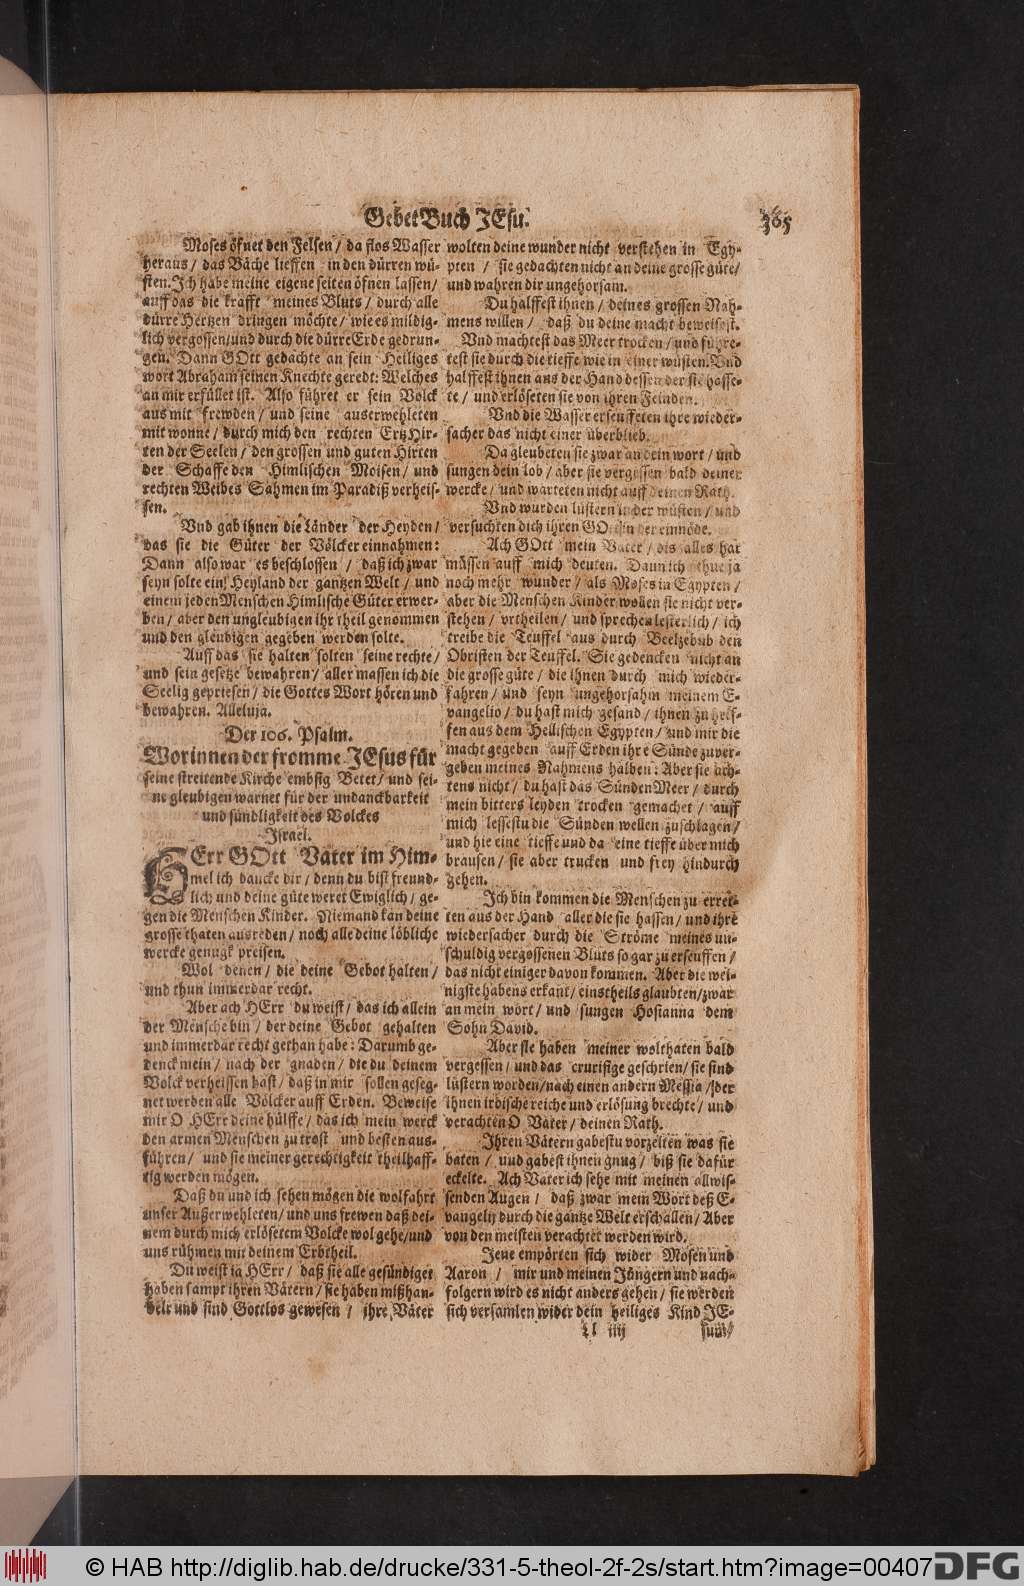 Gebet Buch JEsu.
365
Moses öfnet den Felsen / da flos Wasser
heraus / das Bäche lieffen in den dürren wü-
sten. Ich habe meine eigene seiten öfnen lassen /
auff das die krafft meines Bluts / durch alle
dürre Hertzen dringen möchte / wie es mildig-
lich vergossen / und durch die dürre Erde gedrun-
gen. Dann GOtt gedachte an sein Heiliges
wort Abraham seinen Knechte geredt: Welches
an mir erfüllet ist. Also führet er sein Volck
aus mit frewden / und seine auserwehleten
mit wonne / durch mich den rechten ErtzHir-
ten der Seelen / den grossen und guten Hirten
der Schaffe den Himlischen Moisen / und
rechten Weibes Sahmen im Paradiß verheis-
sen.
Vnd gab ihnen die Länder der Heyden /
das sie die Güter der Völcker einnahmen:
Dann also war es beschlossen / daß ich zwar
seyn solte ein Heyland der gantzen Welt / und
einem jeden Menschen Himlische Güter erwer-
ben / aber den ungleubigen ihr theil genommen
und den gleubigen gegeben werden solte.
Auff das sie halten solten seine rechte /
und sein gesetze bewahren / aller massen ich die
Seelig gepriesen / die Gottes Wort hören und
bewahren. Alleluja.
Der 106. Psalm.
Worinnen der fromme JEsus für
seine streitende Kirche embsig Betet / und sei-
ne gleubigen warnet für der undanckbarkeit
und sündligkeit des Volckes
Israel.
HErr GOtt Vater im Him-
mel ich dancke dir / denn du bist freund-
lich und deine güte weret Ewiglich / ge-
gen die Menschen Kinder. Niemand kan deine
grosse thaten ausreden / noch alle deine löbliche
wercke genugk preisen.
Wol denen / die deine Gebot halten /
und thun immerdar recht.
Aber ach HErr du weist / das ich allein
der Mensche bin / der deine Gebot gehalten
und immerdar recht gethan habe: Darumb ge-
denck mein / nach der gnaden / die du deinem
Volck verheissen hast / daß in mir sollen geseg-
net werden alle Völcker auff Erden. Beweise
mir O HErr deine hülffe / das ich mein werck
den armen Menschen zu trost und besten aus-
führen / und sie meiner gerechtigkeit theilhaff-
tig werden mögen.
Daß du und ich sehen mögen die wolfahrt
unser Außerwehleten / und uns frewen daß dei-
nem durch mich erlösetem Volcke wol gehe / und
uns rühmen mit deinem Erbtheil.
Du weist ia HErr / daß sie alle gesündiget
haben sampt ihren Vätern / sie haben mißhan-
delt und sind Gottlos gewesen / ihre Väter
wolten deine wunder nicht verstehen in Egy-
pten / sie gedachten nicht an deine grosse güte /
und wahren dir ungehorsam.
Du halffest ihnen / deines grossen Nah-
mens willen / daß du deine macht beweisest.
Vnd machtest das Meer trocken / und führe-
test sie durch die tieffe wie in einer wüsten. Vnd
halffest ihnen aus der Hand dessen der sie hasse-
te / und erlöseten sie von ihren Feinden.
Vnd die Wasser erseuffeten ihre wieder-
sacher das nicht einer überblieb.
Da gleubeten sie zwar an dein wort / und
sungen dein lob / aber sie vergessen bald deiner
wercke / und warteten nicht auff deinen Rath.
Vnd wurden lüstern in der wüsten / und
versuchten dich ihren GOtt in der einnöde.
Ach GOtt mein Vater / dis alles hat
müssen auff mich deuten. Dann ich thue ja
noch mehr wunder / als Moses in Egypten /
aber die Menschen Kinder wollen sie nicht ver-
stehen / vrtheilen / und sprechen lesterlich / ich
treibe die Teuffel aus durch Beelzebub den
Obristen der Teuffel. Sie gedencken nicht an
die grosse güte / die ihnen durch mich wieder-
fahren / und seyn ungehorsahm meinem E-
vangelio / du hast mich gesand / ihnen zu hels-
fen aus dem Hellischen Egypten / und mir die
macht gegeben auff Erden ihre Sünde zuver-
geben meines Nahmens halben: Aber sie ach-
tens nicht / du hast das Sünden Meer / durch
mein bitters leyden trocken gemachet / auff
mich lessestu die Sünden wellen zuschlagen /
und hie eine tieffe und da eine tieffe über mich
brausen / sie aber trucken und frey hindurch
gehen.
Ich bin kommen die Menschen zu erret-
ten aus der Hand aller die sie hassen / und ihre
wiedersacher durch die Ströme meines un-
schuldig vergossenen Bluts so gar zu erseuffen /
das nicht einiger davon kommen. Aber die wei-
nigste habens erkant / einstheils glaubten / zwar
an mein wort / und sungen Hosianna dem
Sohn David.
Aber sie haben meiner wolthaten bald
vergessen / und das crucifige geschrien / sie sind
lüstern worden / nach einen andern Messia / der
ihnen irdische reiche und erlösung brechte / und
verachten O Vater / deinen Rath.
Ihren Vätern gabestu vorzeiten was sie
baten / und gabest ihnen gnug / biß sie dafür
eckelte. Ach Vater ich sehe mit meinen allwis-
senden Augen / daß zwar mein Wort deß E-
vangelij durch die gantze Welt erschallen / Aber
von den meisten verachtet werden wird.
Jene empörten sich wider Mosen und
Aaron / mir und meinen Jüngern und nach-
folgern wird es nicht anders gehen / sie werden
sich versamlen wider dein heiliges Kind JE-
Ll iiij
sum /
© HAB http://diglib.hab.de/drucke/331-5-theol-2f-2s/start.htm?image=00407
DFG